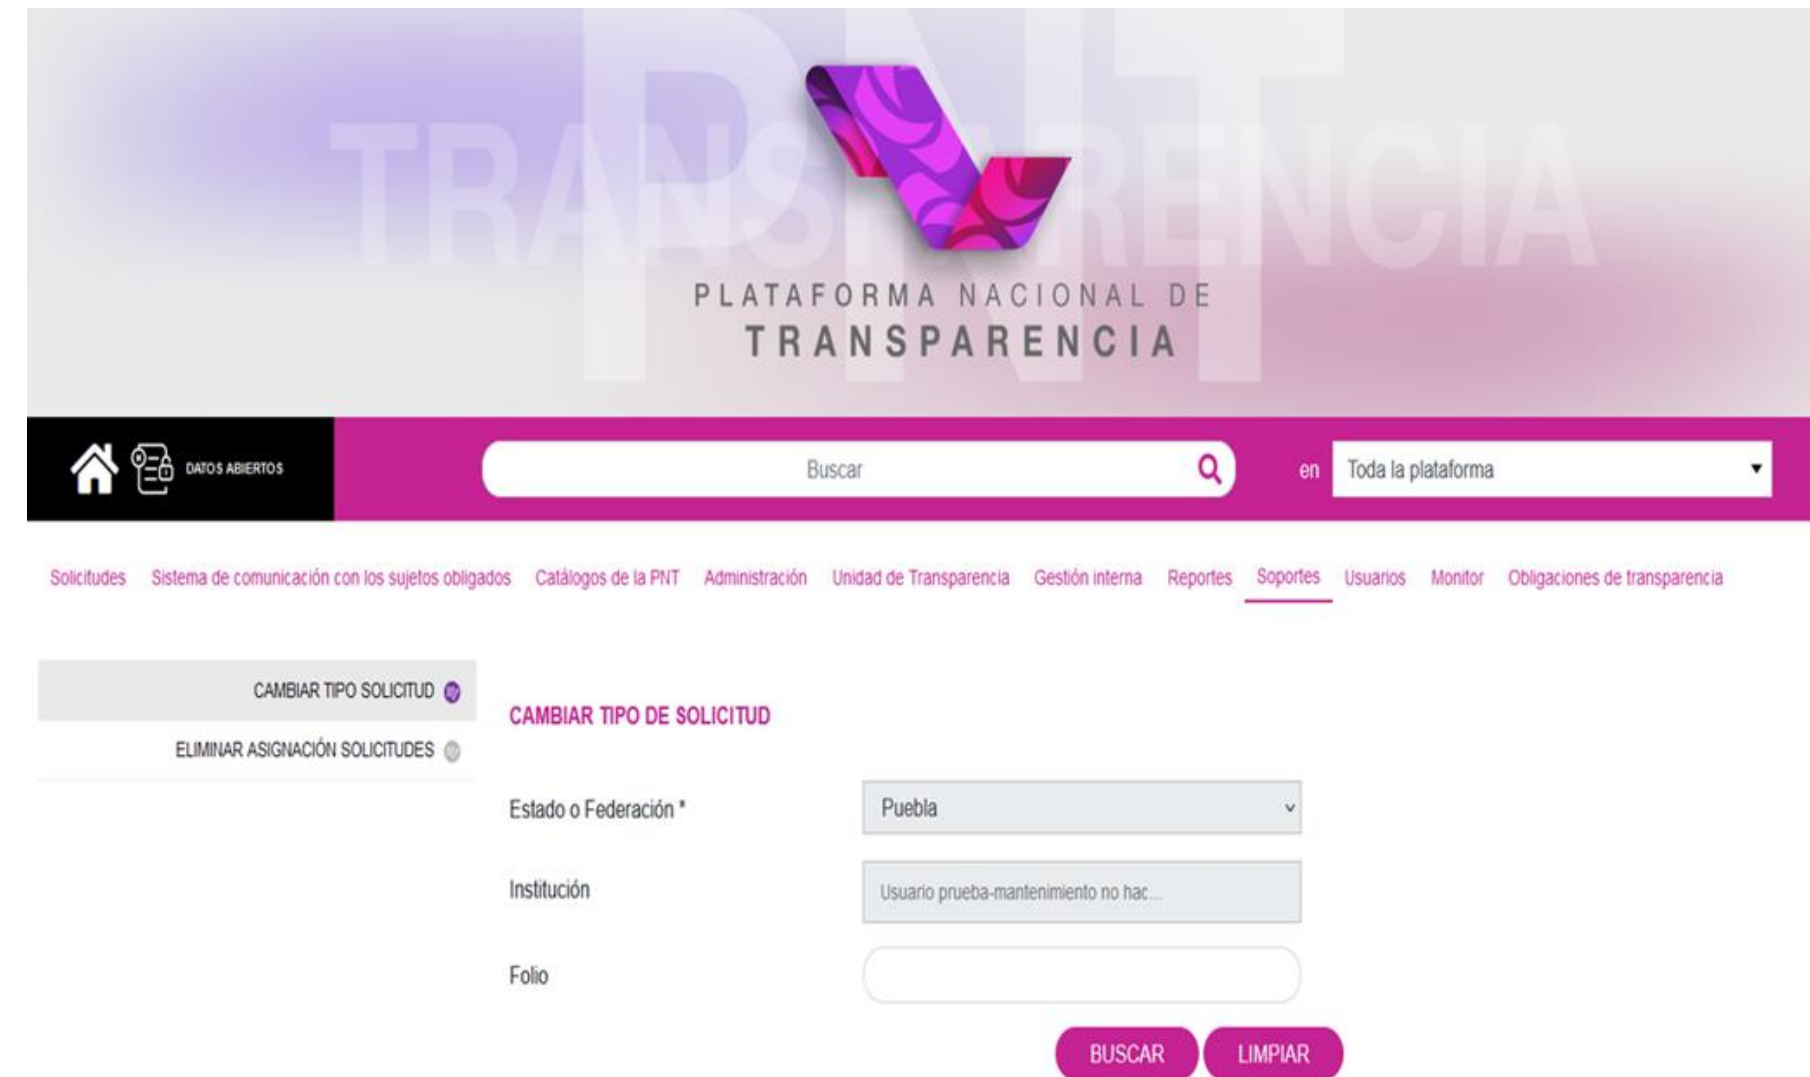 PNT
TRANSPARENCIA
PLATAFORMA NACIONAL DE
TRANSPARENCIA
DATOS ABIERTOS
Buscar
en
Toda la plataforma
Solicitudes Sistema de comunicación con los sujetos obligados Catálogos de la PNT Administración Unidad de Transparencia Gestión interna Reportes Soportes Usuarios Monitor Obligaciones de transparencia
CAMBIAR TIPO SOLICITUD
ELIMINAR ASIGNACIÓN SOLICITUDES
CAMBIAR TIPO DE SOLICITUD
Estado o Federación * Puebla
Institución Usuario prueba-mantenimiento no hac...
Folio
BUSCAR LIMPIAR